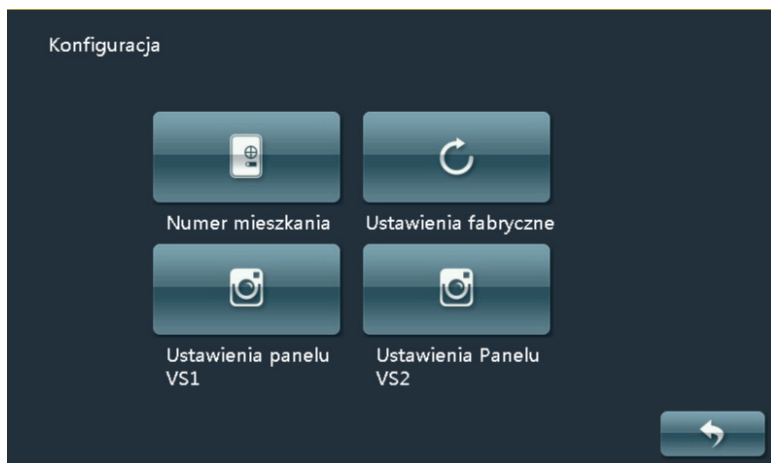 Konfiguracja
Numer mieszkania
Ustawienia fabryczne
Ustawienia panelu
VS1
Ustawienia Panelu
VS2